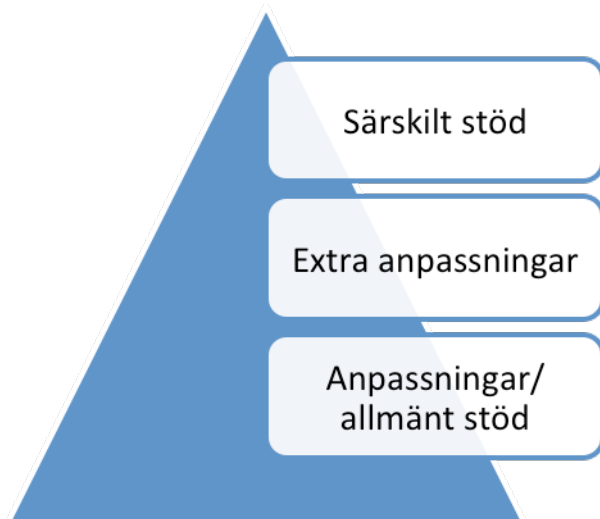 Särskilt stöd
Extra anpassningar
Anpassningar/
allmänt stöd